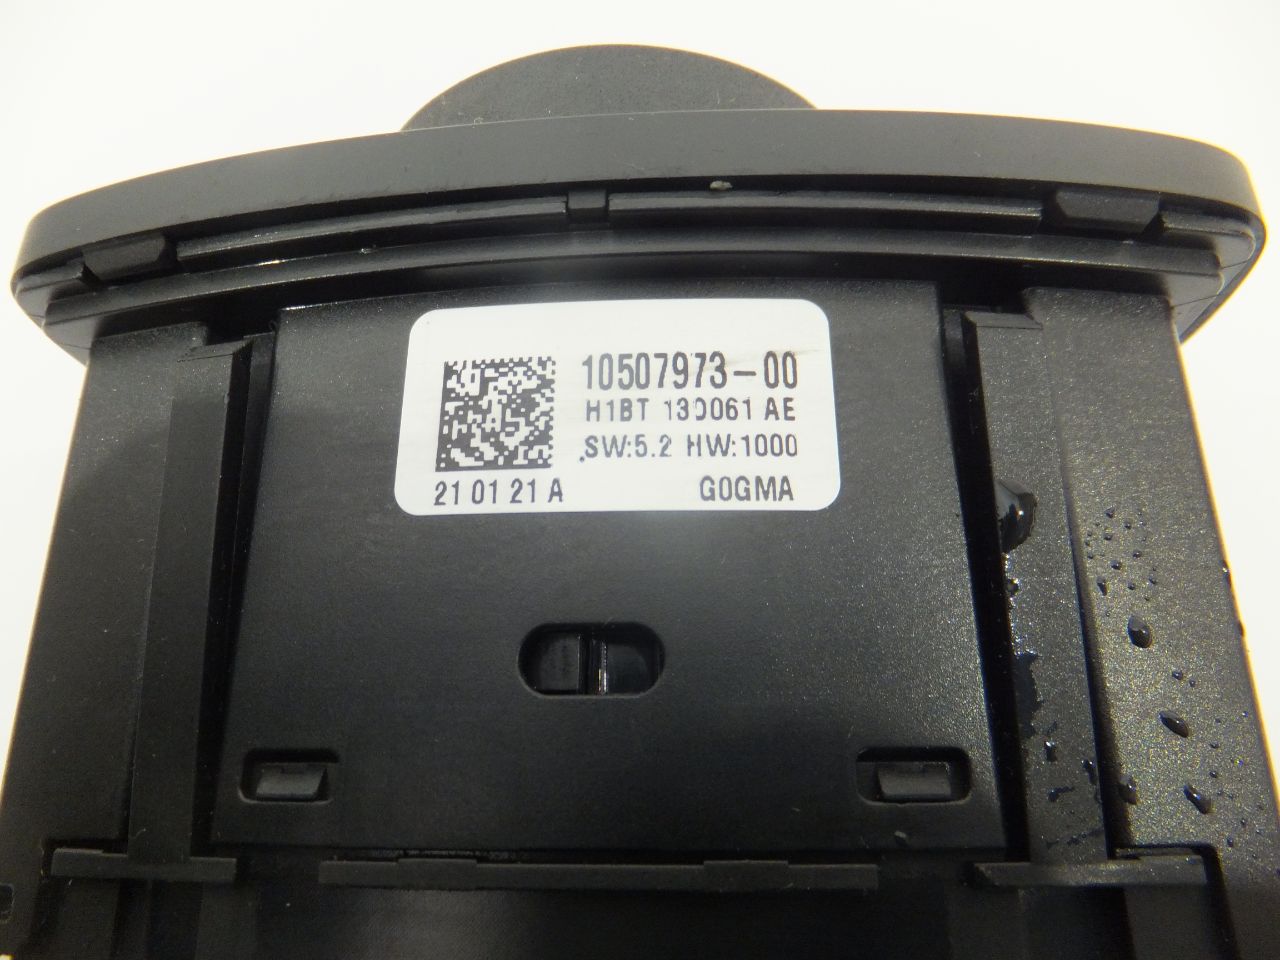 10507973-00
H1BT 13D061 AE
SW:5.2 HW:1000
21 01 21 A
G0GMA